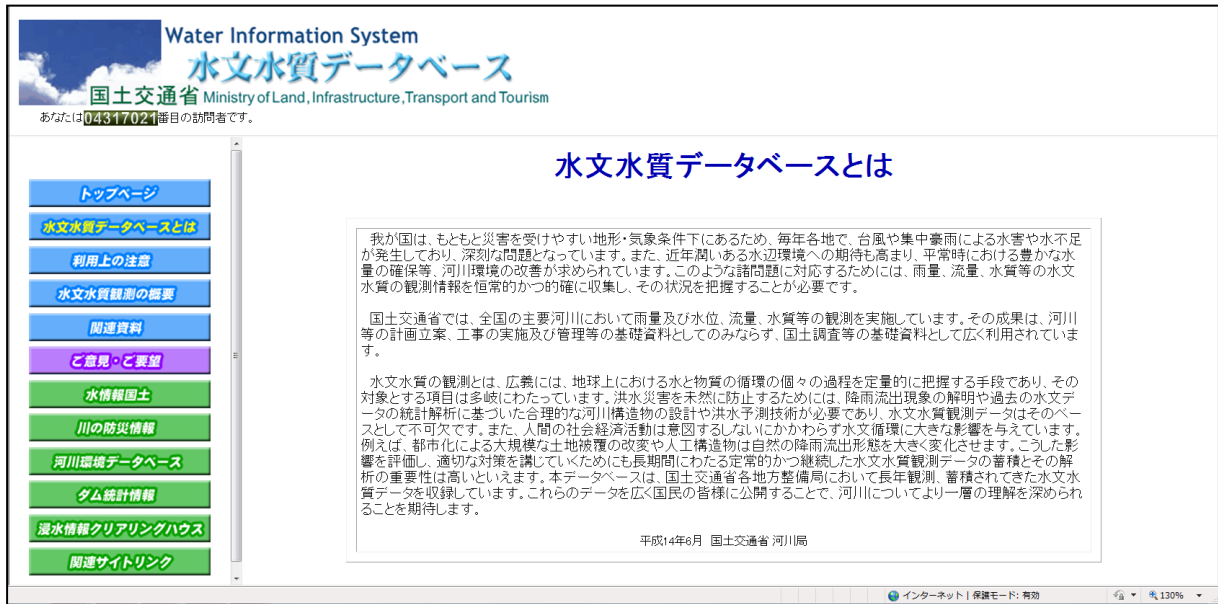 Water Information System
水文水質データベース
国土交通省 Ministry of Land, Infrastructure, Transport and Tourism
あなたは04317021番目の訪問者です。
トップページ
水文水質データベースとは
利用上の注意
水文水質観測の概要
関連資料
ご意見・ご要望
水情報国土
川の防災情報
河川環境データベース
ダム統計情報
浸水情報クリアリングハウス
関連サイトリンク
水文水質データベースとは
我が国は、もともと災害を受けやすい地形・気象条件下にあるため、毎年各地で、台風や集中豪雨による水害や水不足
が発生しており、深刻な問題となっています。また、近年潤いある水辺環境への期待も高まり、平常時における豊かな水
量の確保等、河川環境の改善が求められています。このような諸問題に対応するためには、雨量、流量、水質等の水文
水質の観測情報を恒常的かつ的確に収集し、その状況を把握することが必要です。
国土交通省では、全国の主要河川において雨量及び水位、流量、水質等の観測を実施しています。その成果は、河川
等の計画立案、工事の実施及び管理等の基礎資料としてのみならず、国土調査等の基礎資料として広く利用されていま
す。
水文水質の観測とは、広義には、地球上における水と物質の循環の個々の過程を定量的に把握する手段であり、その
対象とする項目は多岐にわたっています。洪水災害を未然に防止するためには、降雨流出現象の解明や過去の水文デ
ータの統計解析に基づいた合理的な河川構造物の設計や洪水予測技術が必要であり、水文水質観測データはそのベー
スとして不可欠です。また、人間の社会経済活動は意図するしないにかかわらず水文循環に大きな影響を与えています。
例えば、都市化による大規模な土地被覆の改変や人工構造物は自然の降雨流出形態を大きく変化させます。こうした影
響を評価し、適切な対策を講じていくためにも長期間にわたる定常的かつ継続した水文水質観測データの蓄積とその解
析の重要性は高いといえます。本データベースは、国土交通省各地方整備局において長年観測、蓄積されてきた水文水
質データを収録しています。これらのデータを広く国民の皆様に公開することで、河川についてより一層の理解を深められ
ることを期待します。
平成14年6月 国土交通省 河川局
インターネット | 保護モード: 有効
130%